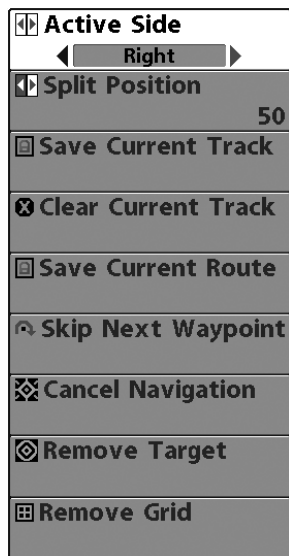 Active Side
Right
Split Position
50
Save Current Track
Clear Current Track
Save Current Route
Skip Next Waypoint
Cancel Navigation
Remove Target
Remove Grid